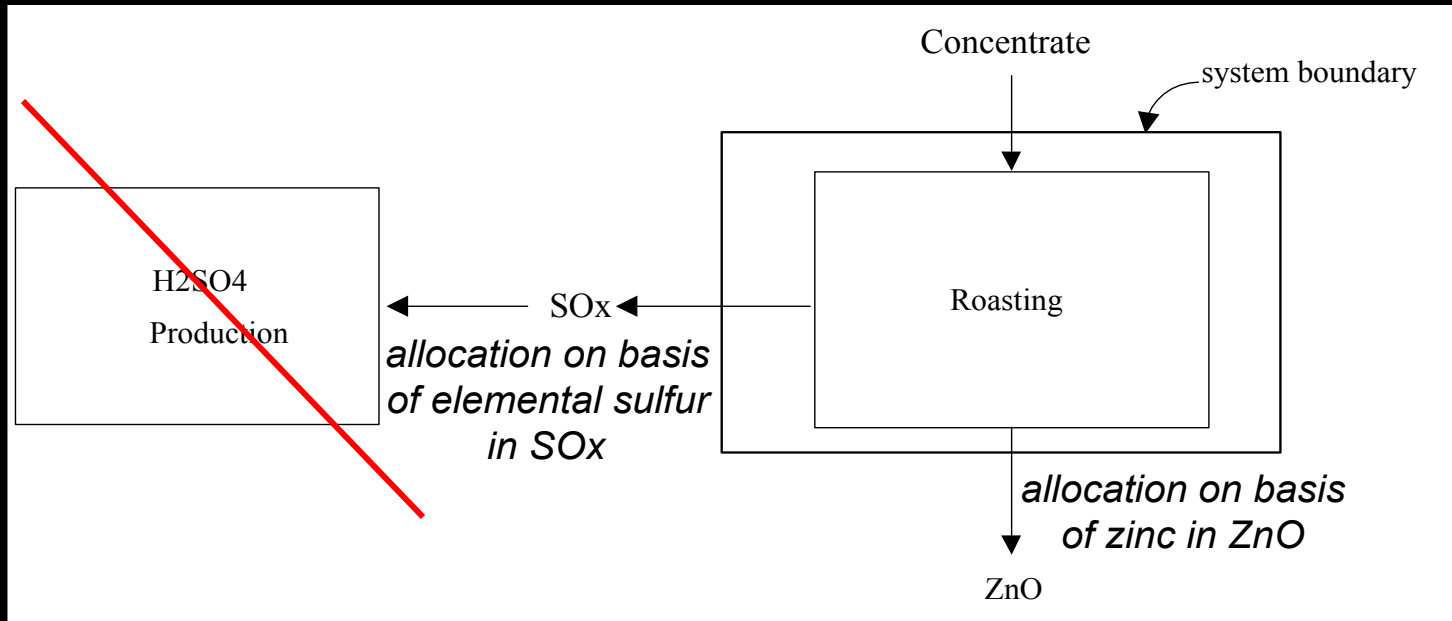 Concentrate
system boundary
H2SO4
Production
SOx
Roasting
allocation on basis
of elemental sulfur
in SOx
allocation on basis
of zinc in ZnO
ZnO